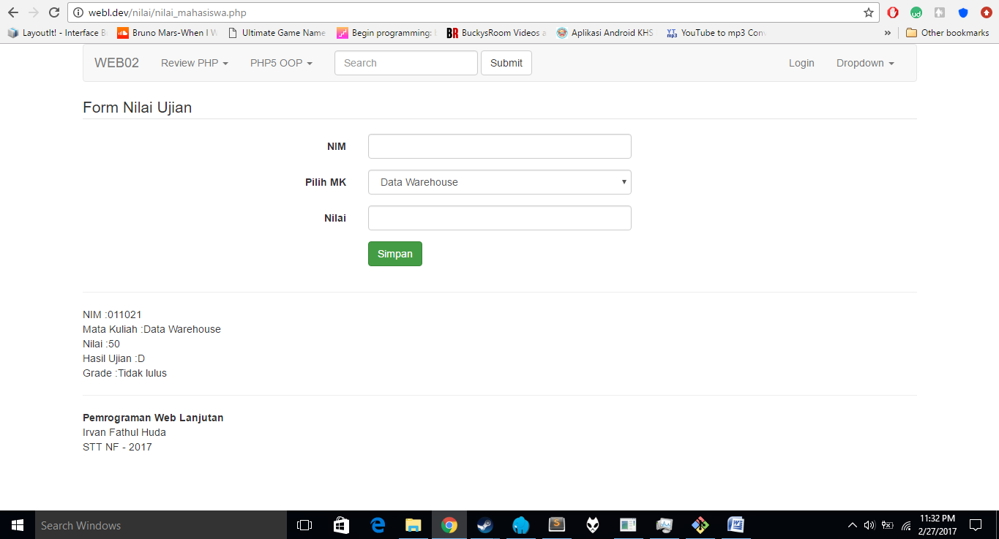 webl.dev/nilai/nilai_mahasiswa.php
LayoutIt! - Interface B Bruno Mars-When I W Ultimate Game Name Begin programming: b BuckysRoom Videos a Aplikasi Android KHS YouTube to mp3 Conv » Other bookmarks
WEB02 Review PHP PHP5 OOP Search Submit Login Dropdown
Form Nilai Ujian
NIM
Pilih MK Data Warehouse
Nilai
Simpan
NIM :011021
Mata Kuliah :Data Warehouse
Nilai :50
Hasil Ujian :D
Grade :Tidak lulus
Pemrograman Web Lanjutan
Irvan Fathul Huda
STT NF - 2017
Search Windows
11:32 PM
2/27/2017